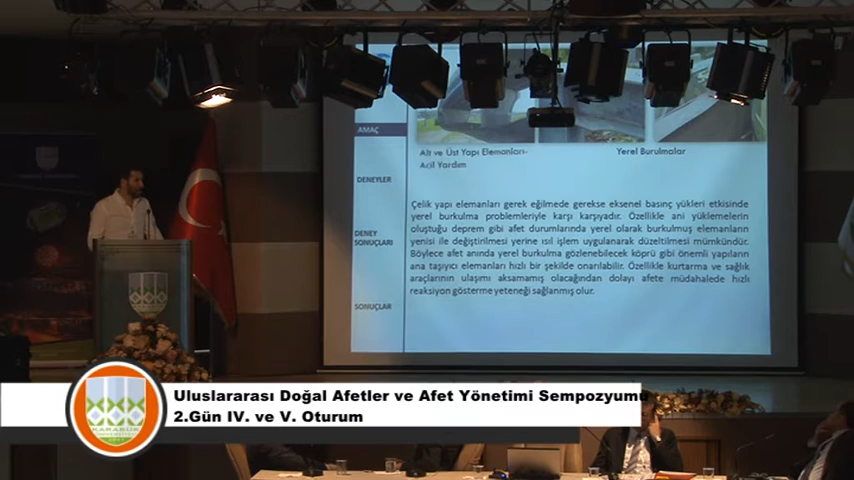 AMAÇ
Alt ve Üst Yapı Elemanları-
Acil Yardım
Yerel Burulmalar
DENEYLER
Çelik yapı elemanları gerek eğilmede gerekse eksenel basınç yükleri etkisinde
yerel burkulma problemleriyle karşı karşıyadır. Özellikle ani yüklemelerin
oluştuğu deprem gibi afet durumlarında yerel olarak burkulmuş elemanların
yenisi ile değiştirilmesi yerine ısıl işlem uygulanarak düzeltilmesi mümkündür.
Böylece afet anında yerel burkulma gözlenebilecek köprü gibi önemli yapıların
ana taşıyıcı elemanları hızlı bir şekilde onarılabilir. Özellikle kurtarma ve sağlık
araçlarının ulaşımı aksamamış olacağından dolayı afete müdahalede hızlı
reaksiyon gösterme yeteneği sağlanmış olur.
DENEY
SONUÇLARI
SONUÇLAR
Uluslararası Doğal Afetler ve Afet Yönetimi Sempozyumu
2.Gün IV. ve V. Oturum
KARABÜK